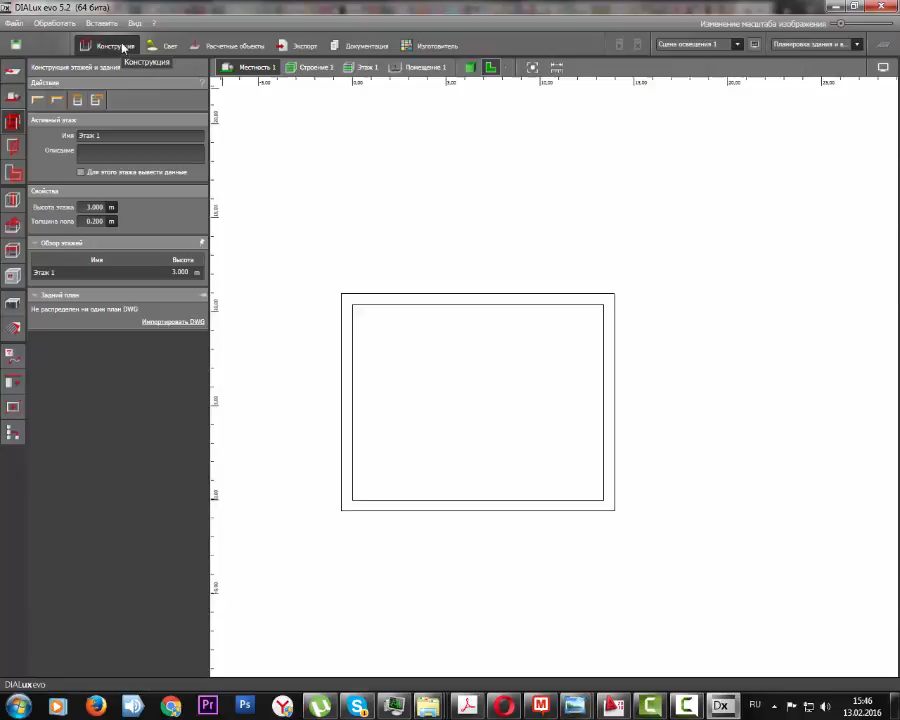 DIALux evo 5.2 (64 бита)
Файл Обработать Вставить Вид ?
Изменение масштаба изображения
Конструкция Свет Расчетные объекты Экспорт Документация Изготовитель
Сцена освещения 1
Планировка здания и в...
Конструкция
Конструкция этажей и здания
Местность 1 Строение 1 Этаж 1 Помещение 1
Действия ?
Активный этаж
Имя Этаж 1
Описание
Для этого этажа вывести данные
Свойства
Высота этажа 3.000 m
Толщина пола 0.200 m
Обзор этажей
Имя Высота
Этаж 1 3.000 m
Задний план
Не распределен ни один план DWG
Импортировать DWG
DIALux evo
RU
15:46
13.02.2016